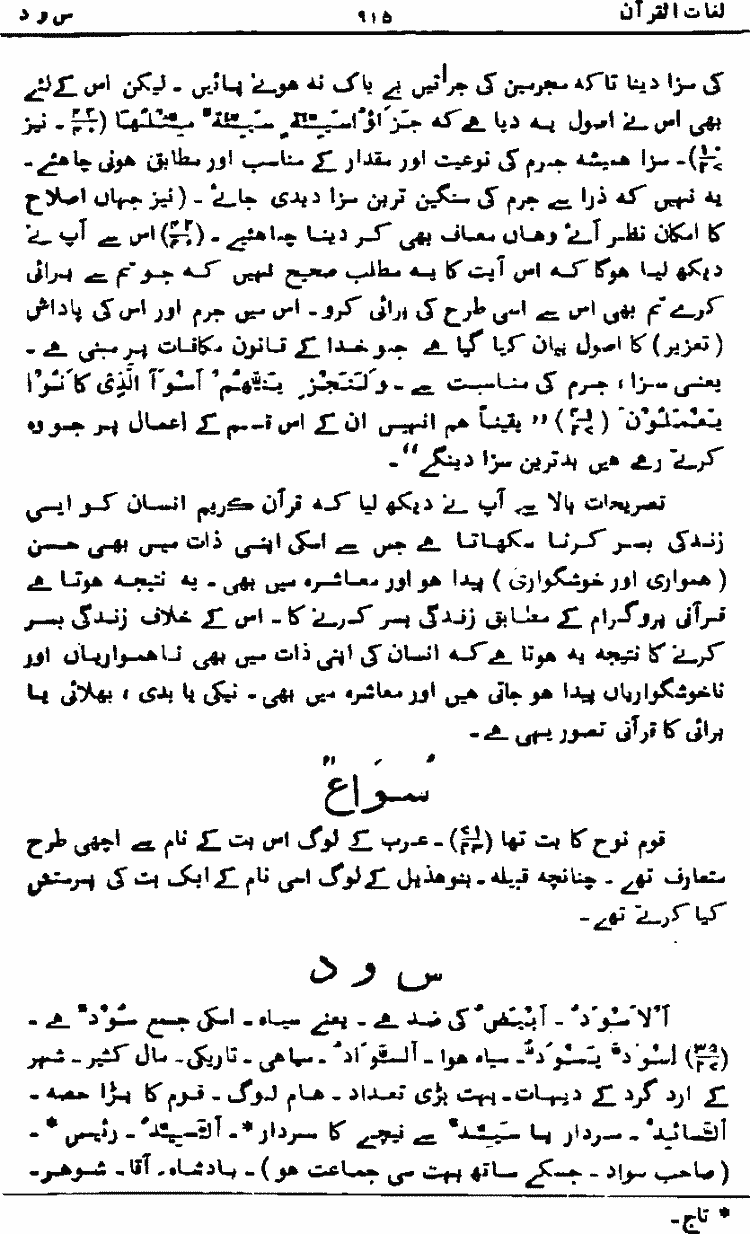 لغات القرآن ۹۱۵ س و د
کی سزا دینا تاکہ مجرمین کی جرأتیں بے باک نہ ہونے پائیں ۔ لیکن اس کے لئے
بھی اس نے اصول یہ دیا ہے کہ جَزَاؤُا سَیِّئَۃٍ سَیِّئَۃٌ مِّثْلُھَا (۴۲/۴۰) ۔ نیز
(۱۰/۲۷) ۔ سزا ہمیشہ جرم کی نوعیت اور مقدار کے مناسب اور مطابق ہونی چاہئے ۔
یہ نہیں کہ ذرا سے جرم کی سنگین ترین سزا دیدی جائے ۔ (نیز جہاں اصلاح
کا امکان نظر آئے وہاں معاف بھی کر دینا چاہئیے ۔ (۴۲/۴۰) اس سے آپ نے
دیکھ لیا ہوگا کہ اس آیت کا یہ مطلب صحیح نہیں کہ جو تم سے برائی
کرے تم بھی اس سے اسی طرح کی برائی کرو ۔ اس میں جرم اور اس کی پاداش
(تعزیر) کا اصول بیان کیا گیا ہے جو خدا کے قانون مکافات پر مبنی ہے ۔
یعنی سزا ، جرم کی مناسبت سے ۔ وَلَنَجْزِیَنَّھُمْ اَسْوَاَ الَّذِیْ کَانُوْا
یَعْمَلُوْنَ (۴۱/۲۷) ’’ یقیناً ہم انہیں ان کے اس قسم کے اعمال پر جو وہ
کرتے رہے ہیں بدترین سزا دینگے‘‘ ۔
تصریحات بالا سے آپ نے دیکھ لیا کہ قرآن کریم انسان کو ایسی
زندگی بسر کرنا سکھاتا ہے جس سے اسکی اپنی ذات میں بھی حسن
(ہمواری اور خوشگواری) پیدا ہو اور معاشرہ میں بھی ۔ یہ نتیجہ ہوتا ہے
قرآنی پروگرام کے مطابق زندگی بسر کرنے کا ۔ اس کے خلاف زندگی بسر
کرنے کا نتیجہ یہ ہوتا ہے کہ انسان کی اپنی ذات میں بھی ناہمواریاں اور
ناخوشگواریاں پیدا ہو جاتی ہیں اور معاشرہ میں بھی ۔ نیکی یا بدی ، بھلائی یا
برائی کا قرآنی تصور یہی ہے ۔
سُوَاعٌ
قوم نوح کا بت تھا (۷۱/۲۳) ۔ عرب کے لوگ اس بت کے نام سے اچھی طرح
متعارف تھے ۔ چنانچہ قبیلہ ۔ بنوھذیل کے لوگ اسی نام کے ایک بت کی پرستش
کیا کرتے تھے ۔
س و د
اَلْاَسْوَدُ ۔ اَبْیَضُ کی ضد ہے ۔ یعنے سیاہ ۔ اسکی جمع سُوْدٌ ہے ۔
(۳۵/۲۷) اِسْوَدَّ یَسْوَدُّ ۔ سیاہ ہوا ۔ اَلسَّوَادُ ۔ سیاہی ۔ تاریکی ۔ مال کثیر ۔ شہر
کے ارد گرد کے دیہات ۔ بہت بڑی تعداد ۔ عام لوگ ۔ قوم کا بڑا حصہ ۔
اَلسَّائِدُ ۔ سردار یا سَیِّدٌ سے نیچے کا سردار * ۔ اَلسَّیِّدُ ۔ رئیس * ۔
(صاحب سواد ۔ جسکے ساتھ بہت سی جماعت ہو) ۔ بادشاہ ۔ آقا ۔ شوہر ۔
* تاج ۔